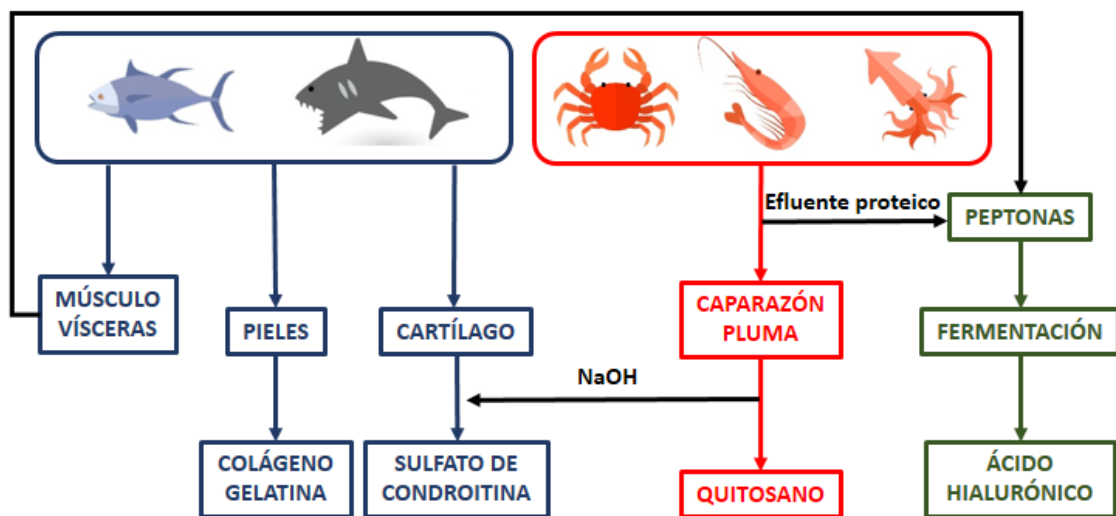 Efluente proteico
PEPTONAS
MÚSCULO
VÍSCERAS
PIELES
CARTÍLAGO
CAPARAZÓN
PLUMA
FERMENTACIÓN
NaOH
COLÁGENO
GELATINA
SULFATO DE
CONDROITINA
QUITOSANO
ÁCIDO
HIALURÓNICO